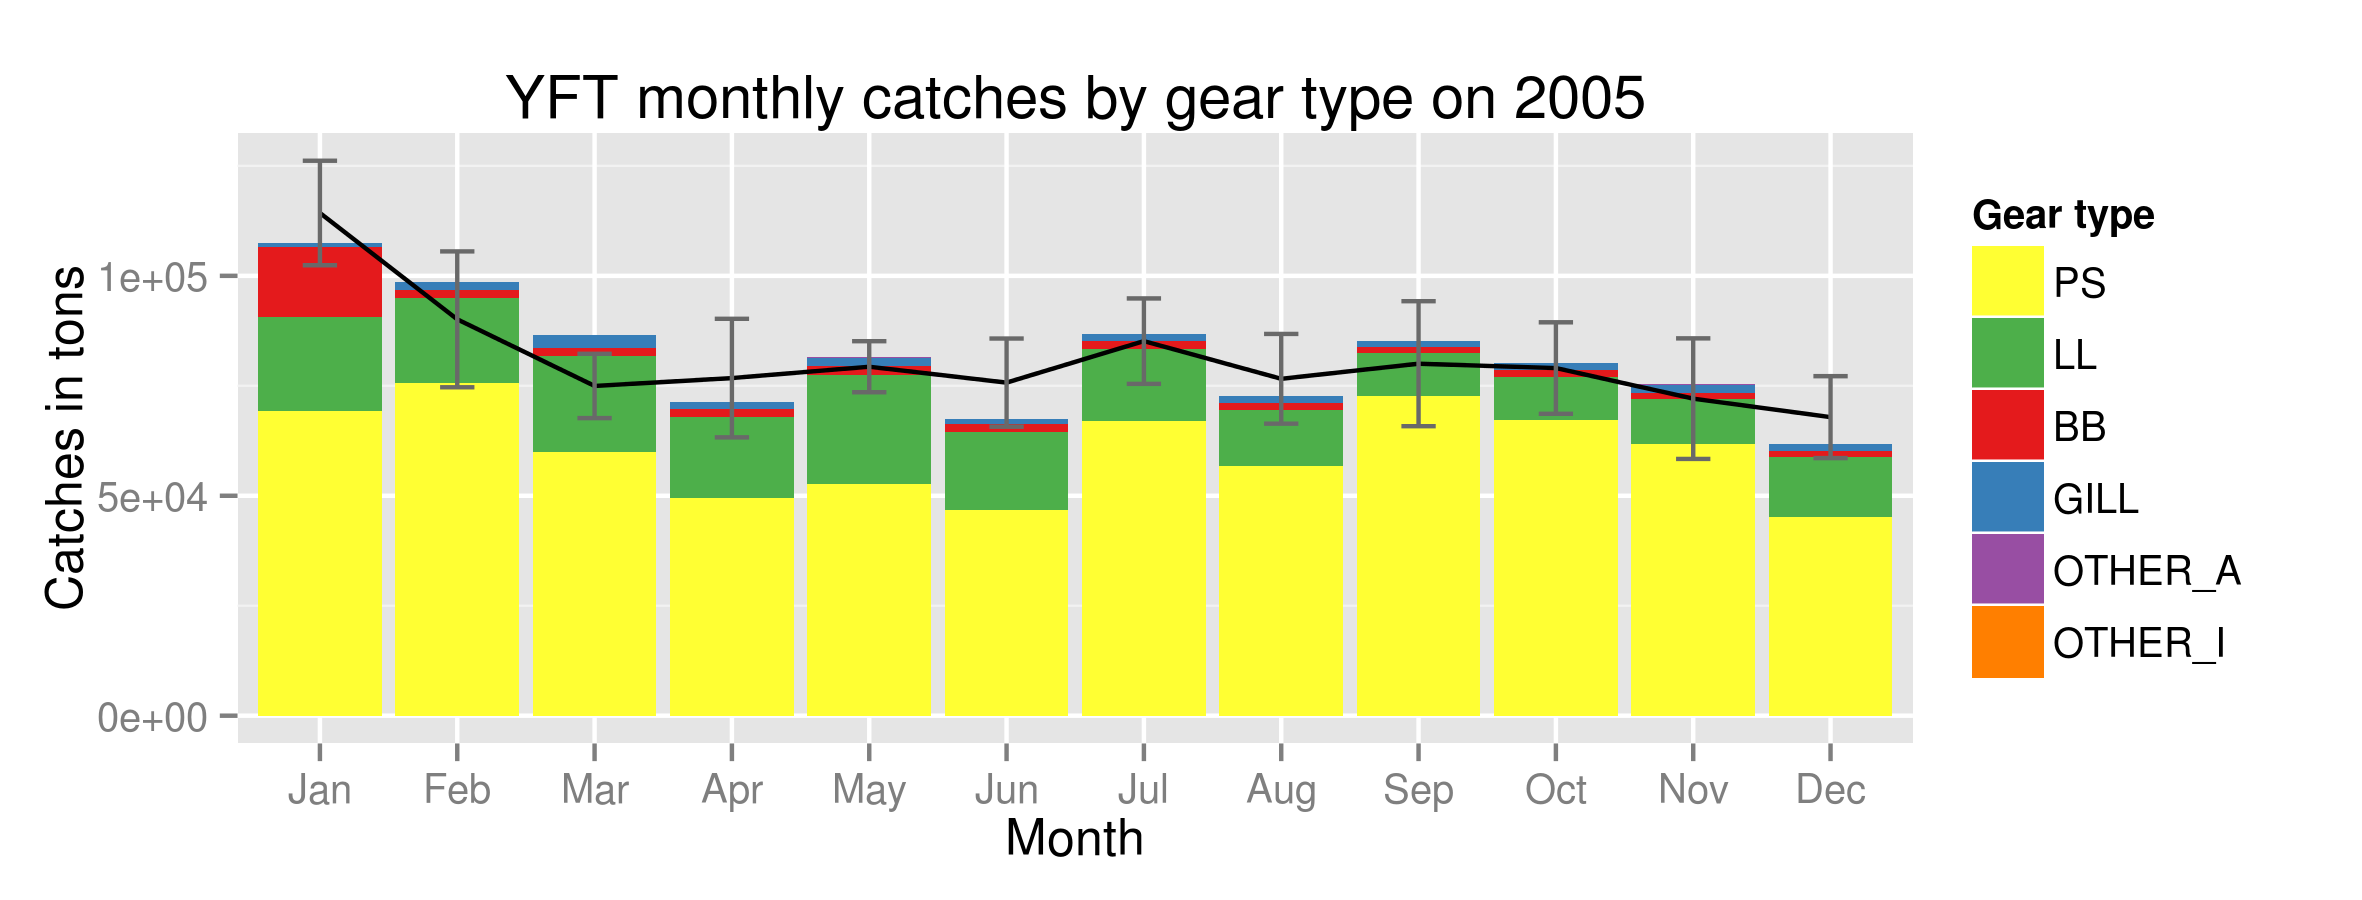 YFT monthly catches by gear type on 2005
Catches in tons
1e+05
5e+04
0e+00
Jan Feb Mar Apr May Jun Jul Aug Sep Oct Nov Dec
Month
Gear type
PS
LL
BB
GILL
OTHER_A
OTHER_I